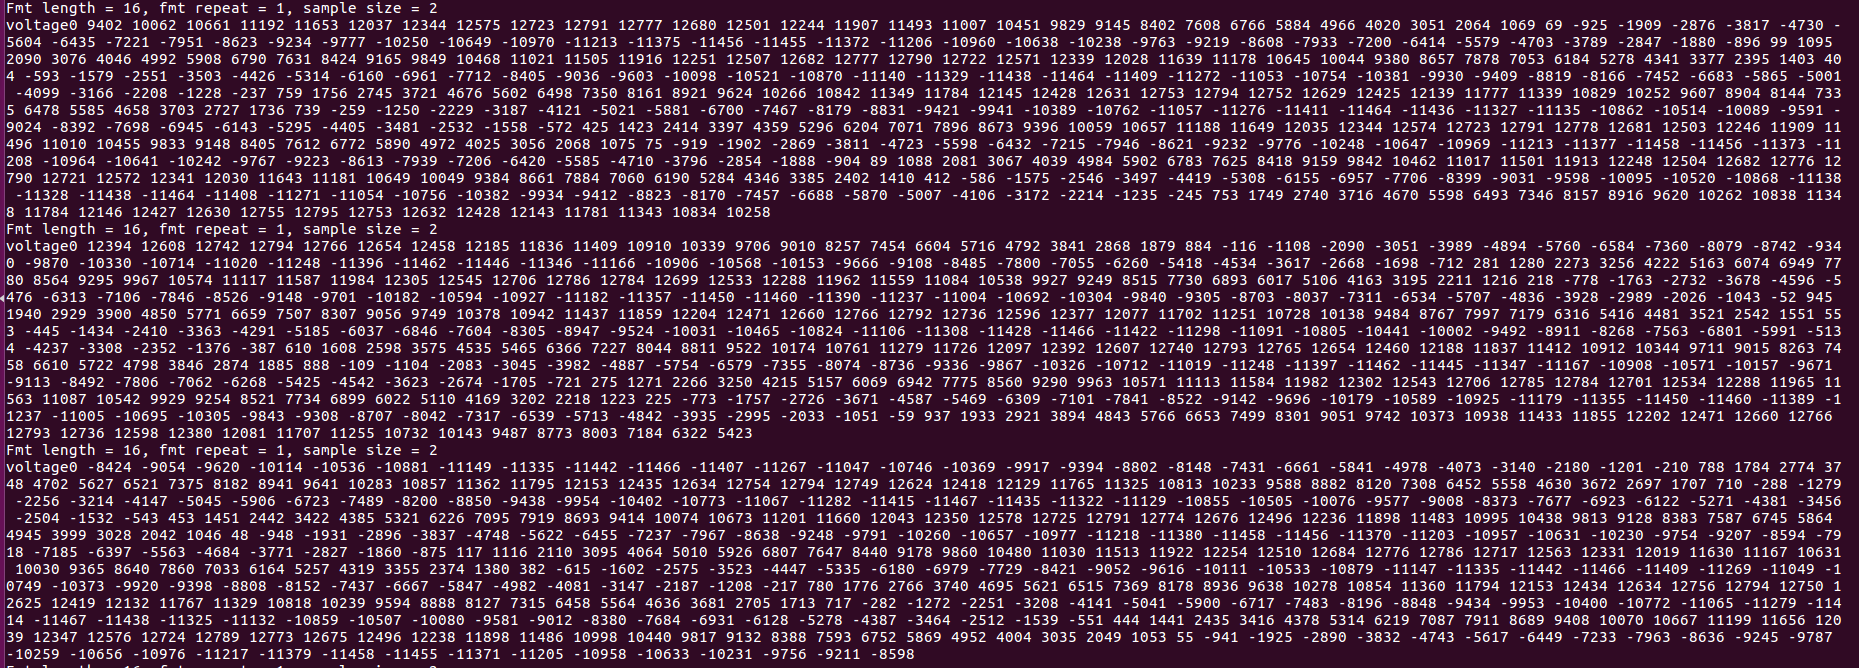 Fmt length = 16, fmt repeat = 1, sample size = 2
voltage0 9402 10062 10661 11192 11653 12037 12344 12575 12723 12791 12777 12680 12501 12244 11907 11493 11007 10451 9829 9145 8402 7608 6766 5884 4966 4020 3051 2064 1069 69 -925 -1909 -2876 -3817 -4730 -
5604 -6435 -7221 -7951 -8623 -9234 -9777 -10250 -10649 -10970 -11213 -11375 -11456 -11455 -11372 -11206 -10960 -10638 -10238 -9763 -9219 -8608 -7933 -7200 -6414 -5579 -4703 -3789 -2847 -1880 -896 99 1095
2090 3076 4046 4992 5908 6790 7631 8424 9165 9849 10468 11021 11505 11916 12251 12507 12682 12777 12790 12722 12571 12339 12028 11639 11178 10645 10044 9380 8657 7878 7053 6184 5278 4341 3377 2395 1403 40
4 -593 -1579 -2551 -3503 -4426 -5314 -6160 -6961 -7712 -8405 -9036 -9603 -10098 -10521 -10870 -11140 -11329 -11438 -11464 -11409 -11272 -11053 -10754 -10381 -9930 -9409 -8819 -8166 -7452 -6683 -5865 -5001
-4099 -3166 -2208 -1228 -237 759 1756 2745 3721 4676 5602 6498 7350 8161 8921 9624 10266 10842 11349 11784 12145 12428 12631 12753 12794 12752 12629 12425 12139 11777 11339 10829 10252 9607 8904 8144 733
5 6478 5585 4658 3703 2727 1736 739 -259 -1250 -2229 -3187 -4121 -5021 -5881 -6700 -7467 -8179 -8831 -9421 -9941 -10389 -10762 -11057 -11276 -11411 -11464 -11436 -11327 -11135 -10862 -10514 -10089 -9591 -
9024 -8392 -7698 -6945 -6143 -5295 -4405 -3481 -2532 -1558 -572 425 1423 2414 3397 4359 5296 6204 7071 7896 8673 9396 10059 10657 11188 11649 12035 12344 12574 12723 12791 12778 12681 12503 12246 11909 11
496 11010 10455 9833 9148 8405 7612 6772 5890 4972 4025 3056 2068 1075 75 -919 -1902 -2869 -3811 -4723 -5598 -6432 -7215 -7946 -8621 -9232 -9776 -10248 -10647 -10969 -11213 -11377 -11458 -11456 -11373 -11
208 -10964 -10641 -10242 -9767 -9223 -8613 -7939 -7206 -6420 -5585 -4710 -3796 -2854 -1888 -904 89 1088 2081 3067 4039 4984 5902 6783 7625 8418 9159 9842 10462 11017 11501 11913 12248 12504 12682 12776 12
790 12721 12572 12341 12030 11643 11181 10649 10049 9384 8661 7884 7060 6190 5284 4346 3385 2402 1410 412 -586 -1575 -2546 -3497 -4419 -5308 -6155 -6957 -7706 -8399 -9031 -9598 -10095 -10520 -10868 -11138
-11328 -11438 -11464 -11408 -11271 -11054 -10756 -10382 -9934 -9412 -8823 -8170 -7457 -6688 -5870 -5007 -4106 -3172 -2214 -1235 -245 753 1749 2740 3716 4670 5598 6493 7346 8157 8916 9620 10262 10838 1134
8 11784 12146 12427 12630 12755 12795 12753 12632 12428 12143 11781 11343 10834 10258
Fmt length = 16, fmt repeat = 1, sample size = 2
voltage0 12394 12608 12742 12794 12766 12654 12458 12185 11836 11409 10910 10339 9706 9010 8257 7454 6604 5716 4792 3841 2868 1879 884 -116 -1108 -2090 -3051 -3989 -4894 -5760 -6584 -7360 -8079 -8742 -934
0 -9870 -10330 -10714 -11020 -11248 -11396 -11462 -11446 -11346 -11166 -10906 -10568 -10153 -9666 -9108 -8485 -7800 -7055 -6260 -5418 -4534 -3617 -2668 -1698 -712 281 1280 2273 3256 4222 5163 6074 6949 77
80 8564 9295 9967 10574 11117 11587 11984 12305 12545 12706 12786 12784 12699 12533 12288 11962 11559 11084 10538 9927 9249 8515 7730 6893 6017 5106 4163 3195 2211 1216 218 -778 -1763 -2732 -3678 -4596 -5
476 -6313 -7106 -7846 -8526 -9148 -9701 -10182 -10594 -10927 -11182 -11357 -11450 -11460 -11390 -11237 -11004 -10692 -10304 -9840 -9305 -8703 -8037 -7311 -6534 -5707 -4836 -3928 -2989 -2026 -1043 -52 945
1940 2929 3900 4850 5771 6659 7507 8307 9056 9749 10378 10942 11437 11859 12204 12471 12660 12766 12792 12736 12596 12377 12077 11702 11251 10728 10138 9484 8767 7997 7179 6316 5416 4481 3521 2542 1551 55
3 -445 -1434 -2410 -3363 -4291 -5185 -6037 -6846 -7604 -8305 -8947 -9524 -10031 -10465 -10824 -11106 -11308 -11428 -11466 -11422 -11298 -11091 -10805 -10441 -10002 -9492 -8911 -8268 -7563 -6801 -5991 -513
4 -4237 -3308 -2352 -1376 -387 610 1608 2598 3575 4535 5465 6366 7227 8044 8811 9522 10174 10761 11279 11726 12097 12392 12607 12740 12793 12765 12654 12460 12188 11837 11412 10912 10344 9711 9015 8263 74
58 6610 5722 4798 3846 2874 1885 888 -109 -1104 -2083 -3045 -3982 -4887 -5754 -6579 -7355 -8074 -8736 -9336 -9867 -10326 -10712 -11019 -11248 -11397 -11462 -11445 -11347 -11167 -10908 -10571 -10157 -9671
-9113 -8492 -7806 -7062 -6268 -5425 -4542 -3623 -2674 -1705 -721 275 1271 2266 3250 4215 5157 6069 6942 7775 8560 9290 9963 10571 11113 11584 11982 12302 12543 12706 12785 12784 12701 12534 12288 11965 11
563 11087 10542 9929 9254 8521 7734 6899 6022 5110 4169 3202 2218 1223 225 -773 -1757 -2726 -3671 -4587 -5469 -6309 -7101 -7841 -8522 -9142 -9696 -10179 -10589 -10925 -11179 -11355 -11450 -11460 -11389 -1
1237 -11005 -10695 -10305 -9843 -9308 -8707 -8042 -7317 -6539 -5713 -4842 -3935 -2995 -2033 -1051 -59 937 1933 2921 3894 4843 5766 6653 7499 8301 9051 9742 10373 10938 11433 11855 12202 12471 12660 12766
12793 12736 12598 12380 12081 11707 11255 10732 10143 9487 8773 8003 7184 6322 5423
Fmt length = 16, fmt repeat = 1, sample size = 2
voltage0 -8424 -9054 -9620 -10114 -10536 -10881 -11149 -11335 -11442 -11466 -11407 -11267 -11047 -10746 -10369 -9917 -9394 -8802 -8148 -7431 -6661 -5841 -4978 -4073 -3140 -2180 -1201 -210 788 1784 2774 37
48 4702 5627 6521 7375 8182 8941 9641 10283 10857 11362 11795 12153 12435 12634 12754 12794 12749 12624 12418 12129 11765 11325 10813 10233 9588 8882 8120 7308 6452 5558 4630 3672 2697 1707 710 -288 -1279
-2256 -3214 -4147 -5045 -5906 -6723 -7489 -8200 -8850 -9438 -9954 -10402 -10773 -11067 -11282 -11415 -11467 -11435 -11322 -11129 -10855 -10505 -10076 -9577 -9008 -8373 -7677 -6923 -6122 -5271 -4381 -3456
-2504 -1532 -543 453 1451 2442 3422 4385 5321 6226 7095 7919 8693 9414 10074 10673 11201 11660 12043 12350 12578 12725 12791 12774 12676 12496 12236 11898 11483 10995 10438 9813 9128 8383 7587 6745 5864
4945 3999 3028 2042 1046 48 -948 -1931 -2896 -3837 -4748 -5622 -6455 -7237 -7967 -8638 -9248 -9791 -10260 -10657 -10977 -11218 -11380 -11458 -11456 -11370 -11203 -10957 -10631 -10230 -9754 -9207 -8594 -79
18 -7185 -6397 -5563 -4684 -3771 -2827 -1860 -875 117 1116 2110 3095 4064 5010 5926 6807 7647 8440 9178 9860 10480 11030 11513 11922 12254 12510 12684 12776 12786 12717 12563 12331 12019 11630 11167 10631
10030 9365 8640 7860 7033 6164 5257 4319 3355 2374 1380 382 -615 -1602 -2575 -3523 -4447 -5335 -6180 -6979 -7729 -8421 -9052 -9616 -10111 -10533 -10879 -11147 -11335 -11442 -11466 -11409 -11269 -11049 -1
0749 -10373 -9920 -9398 -8808 -8152 -7437 -6667 -5847 -4982 -4081 -3147 -2187 -1208 -217 780 1776 2766 3740 4695 5621 6515 7369 8178 8936 9638 10278 10854 11360 11794 12153 12434 12634 12756 12794 12750 1
2625 12419 12132 11767 11329 10818 10239 9594 8888 8127 7315 6458 5564 4636 3681 2705 1713 717 -282 -1272 -2251 -3208 -4141 -5041 -5900 -6717 -7483 -8196 -8848 -9434 -9953 -10400 -10772 -11065 -11279 -114
14 -11467 -11438 -11325 -11132 -10859 -10507 -10080 -9581 -9012 -8380 -7684 -6931 -6128 -5278 -4387 -3464 -2512 -1539 -551 444 1441 2435 3416 4378 5314 6219 7087 7911 8689 9408 10070 10667 11199 11656 120
39 12347 12576 12724 12789 12773 12675 12496 12238 11898 11486 10998 10440 9817 9132 8388 7593 6752 5869 4952 4004 3035 2049 1053 55 -941 -1925 -2890 -3832 -4743 -5617 -6449 -7233 -7963 -8636 -9245 -9787
-10259 -10656 -10976 -11217 -11379 -11458 -11455 -11371 -11205 -10958 -10633 -10231 -9756 -9211 -8598